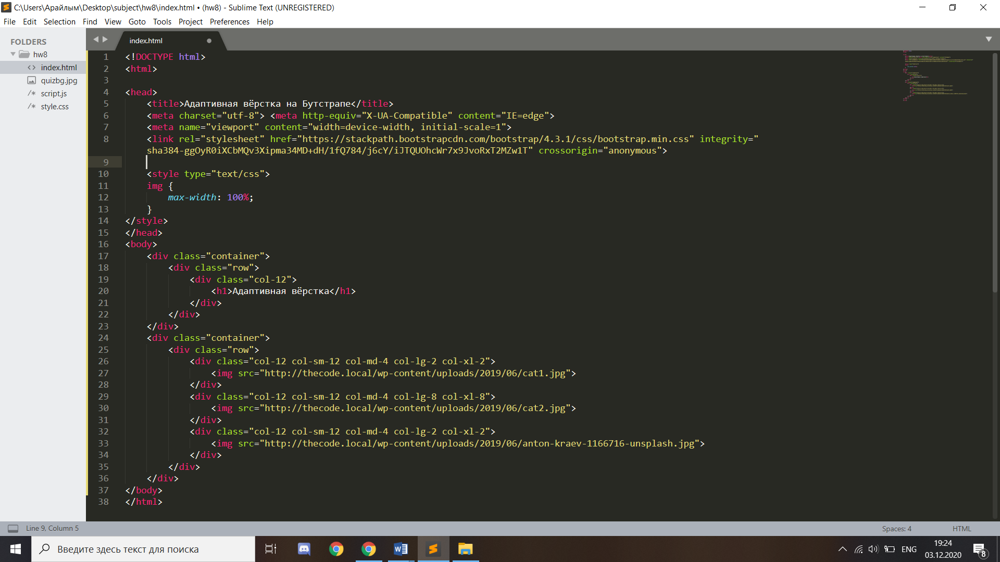 C:\Users\Арайлым\Desktop\subject\hw8\index.html • (hw8) - Sublime Text (UNREGISTERED)
File Edit Selection Find View Goto Tools Project Preferences Help
FOLDERS
hw8
index.html
quizbg.jpg
script.js
style.css
index.html
1 <!DOCTYPE html>
2 <html>
3
4 <head>
5 <title>Адаптивная вёрстка на Бутстрапе</title>
6 <meta charset="utf-8"> <meta http-equiv="X-UA-Compatible" content="IE=edge">
7 <meta name="viewport" content="width=device-width, initial-scale=1">
8 <link rel="stylesheet" href="https://stackpath.bootstrapcdn.com/bootstrap/4.3.1/css/bootstrap.min.css" integrity="
sha384-ggOyR0iXCbMQv3Xipma34MD+dH/1fQ784/j6cY/iJTQUOhcWr7x9JvoRxT2MZw1T" crossorigin="anonymous">
9
10 <style type="text/css">
11 img {
12 max-width: 100%;
13 }
14 </style>
15 </head>
16 <body>
17 <div class="container">
18 <div class="row">
19 <div class="col-12">
20 <h1>Адаптивная вёрстка</h1>
21 </div>
22 </div>
23 </div>
24 <div class="container">
25 <div class="row">
26 <div class="col-12 col-sm-12 col-md-4 col-lg-2 col-xl-2">
27 <img src="http://thecode.local/wp-content/uploads/2019/06/cat1.jpg">
28 </div>
29 <div class="col-12 col-sm-12 col-md-4 col-lg-8 col-xl-8">
30 <img src="http://thecode.local/wp-content/uploads/2019/06/cat2.jpg">
31 </div>
32 <div class="col-12 col-sm-12 col-md-4 col-lg-2 col-xl-2">
33 <img src="http://thecode.local/wp-content/uploads/2019/06/anton-kraev-1166716-unsplash.jpg">
34 </div>
35 </div>
36 </div>
37 </body>
38 </html>
Line 9, Column 5
Spaces: 4
HTML
Введите здесь текст для поиска
ENG
19:24
03.12.2020
8